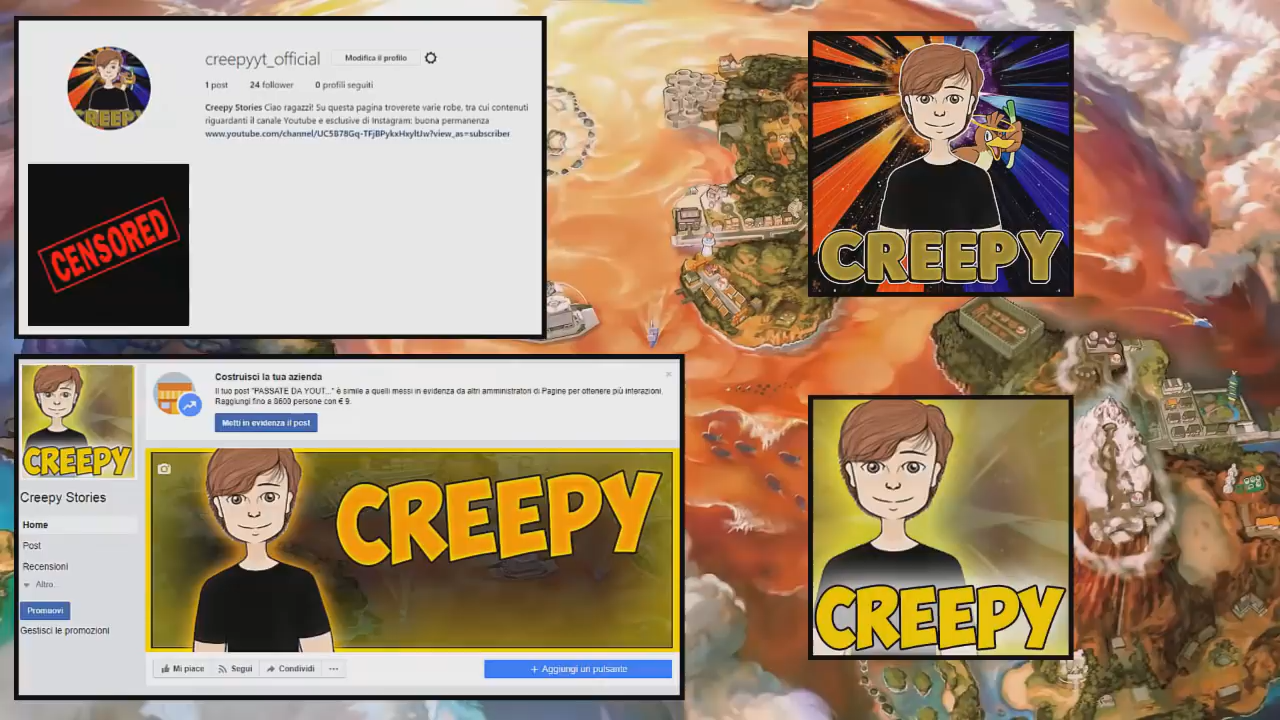 creepyyt_official
Modifica il profilo
1 post 24 follower 0 profili seguiti
Creepy Stories Ciao ragazzi! Su questa pagina troverete varie robe, tra cui contenuti
riguardanti il canale Youtube e esclusive di Instagram: buona permanenza
www.youtube.com/channel/UC5B78Gq-TFjBPykxHxyltJw?view_as=subscriber
CREEPY
CENSORED
CREEPY
CREEPY
Creepy Stories
Home
Post
Recensioni
Altro...
Promuovi
Gestisci le promozioni
Costruisci la tua azienda
Il tuo post "PASSATE DA YOUT..." è simile a quelli messi in evidenza da altri amministratori di Pagine per ottenere più interazioni.
Raggiungi fino a 8600 persone con € 9.
Metti in evidenza il post
CREEPY
Mi piace Segui Condividi ...
+ Aggiungi un pulsante
CREEPY